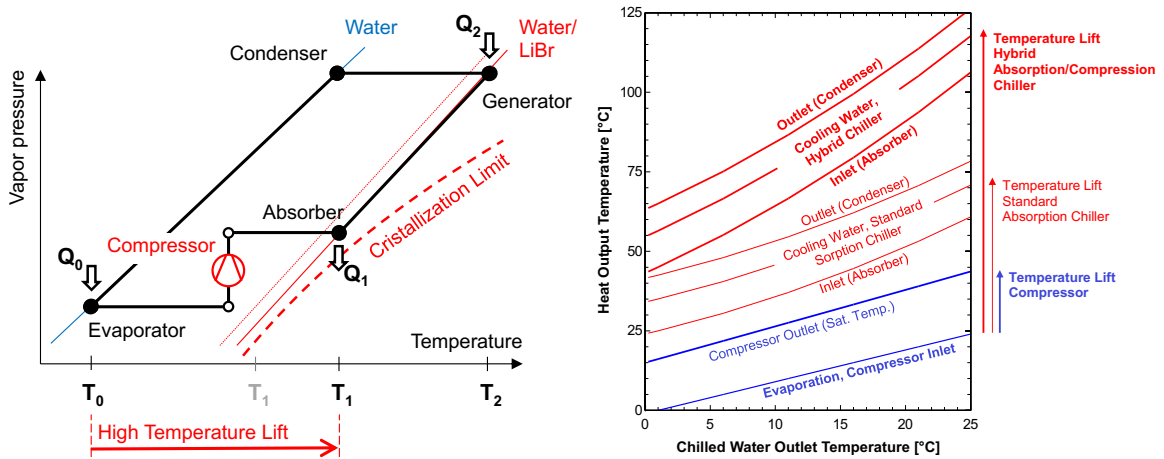 Q2
Water
Water/
LiBr
Condenser
Generator
Vapor pressure
Cristallization Limit
Absorber
Compressor
Q0
Q1
Evaporator
Temperature
T0
T1
T1
T2
High Temperature Lift
Heat Output Temperature [°C]
125
100
75
50
25
0
0
5
10
15
20
25
Chilled Water Outlet Temperature [°C]
Outlet (Condenser)
Cooling Water,
Hybrid Chiller
Inlet (Absorber)
Outlet (Condenser)
Cooling Water, Standard
Sorption Chiller
Inlet (Absorber)
Compressor Outlet (Sat. Temp.)
Evaporation, Compressor Inlet
Temperature Lift
Hybrid
Absorption/Compression
Chiller
Temperature Lift
Standard
Absorption Chiller
Temperature Lift
Compressor